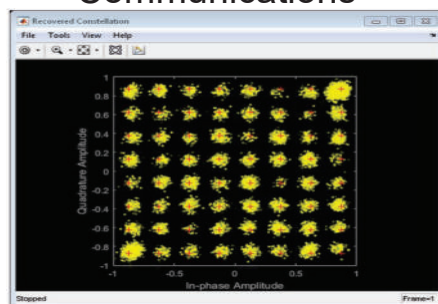 Communications
Recovered Constellation
File Tools View Help
Quadrature Amplitude
1
0.8
0.6
0.4
0.2
0
-0.2
-0.4
-0.6
-0.8
-1
-1 -0.5 0 0.5 1
In-phase Amplitude
Stopped Frame=1